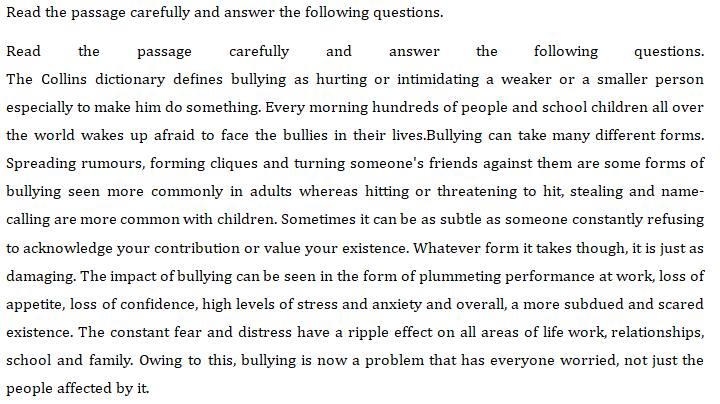 Read the passage carefully and answer the following questions.
Read the passage carefully and answer the following questions.
The Collins dictionary defines bullying as hurting or intimidating a weaker or a smaller person
especially to make him do something. Every morning hundreds of people and school children all over
the world wakes up afraid to face the bullies in their lives.Bullying can take many different forms.
Spreading rumours, forming cliques and turning someone's friends against them are some forms of
bullying seen more commonly in adults whereas hitting or threatening to hit, stealing and name-
calling are more common with children. Sometimes it can be as subtle as someone constantly refusing
to acknowledge your contribution or value your existence. Whatever form it takes though, it is just as
damaging. The impact of bullying can be seen in the form of plummeting performance at work, loss of
appetite, loss of confidence, high levels of stress and anxiety and overall, a more subdued and scared
existence. The constant fear and distress have a ripple effect on all areas of life work, relationships,
school and family. Owing to this, bullying is now a problem that has everyone worried, not just the
people affected by it.